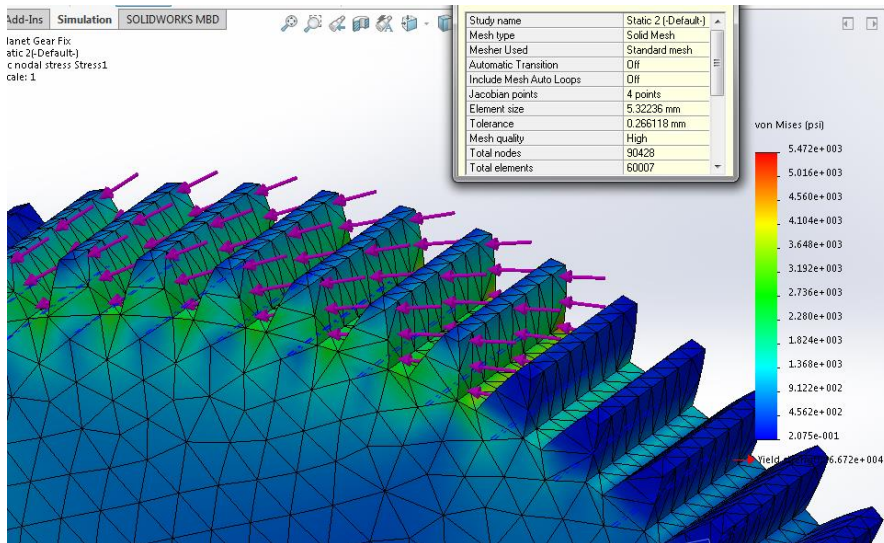 Add-Ins Simulation SOLIDWORKS MBD
lanet Gear Fix
atic 2(-Default-)
c nodal stress Stress1
cale: 1
Study name Static 2 (-Default-)
Mesh type Solid Mesh
Mesher Used Standard mesh
Automatic Transition Off
Include Mesh Auto Loops Off
Jacobian points 4 points
Element size 5.32236 mm
Tolerance 0.266118 mm
Mesh quality High
Total nodes 90428
Total elements 60007
von Mises (psi)
5.472e+003
5.016e+003
4.560e+003
4.104e+003
3.648e+003
3.192e+003
2.736e+003
2.280e+003
1.824e+003
1.368e+003
9.122e+002
4.562e+002
2.075e-001
Yield 6.672e+004